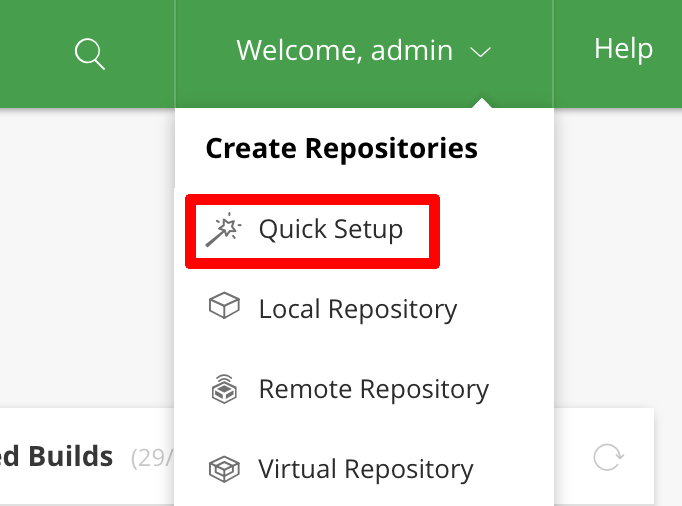 Welcome, admin
Help
Create Repositories
Quick Setup
Local Repository
Remote Repository
ed Builds (29/
Virtual Repository